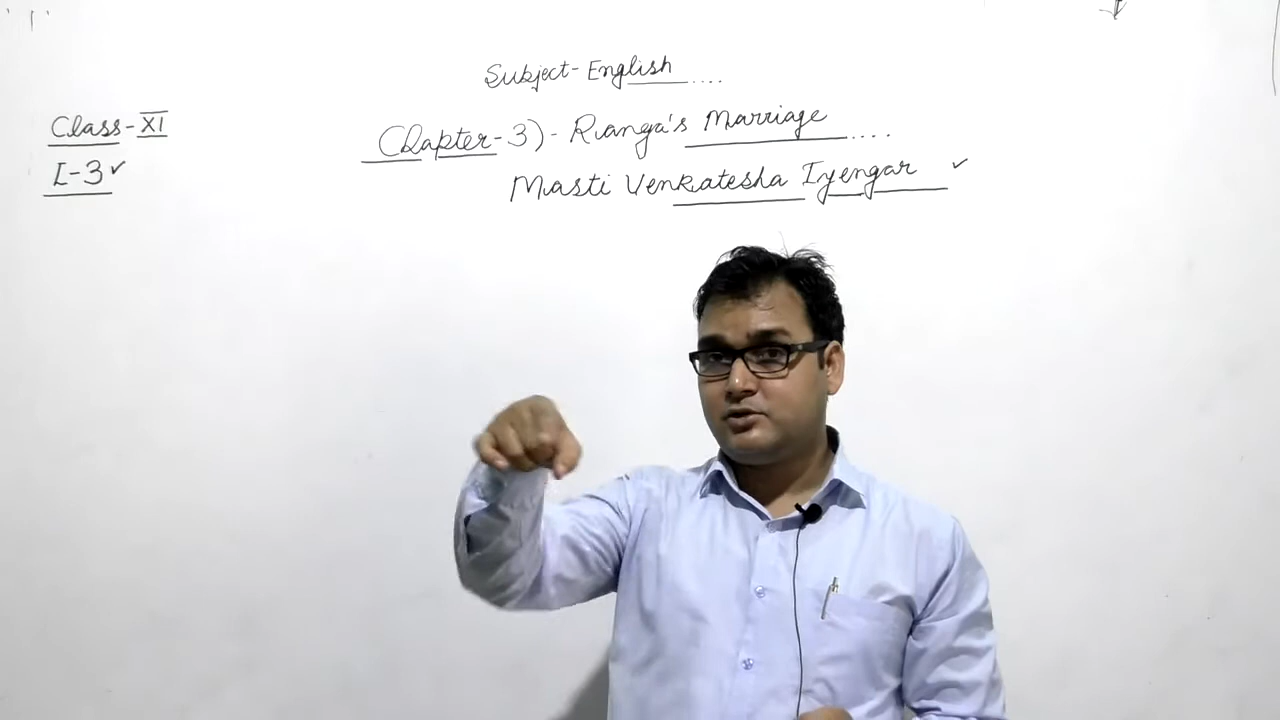 Subject-English ....
Class-XI
Chapter-3)- Ranga's Marriage ....
L-3 ✓
Masti Venkatesha Iyengar ✓